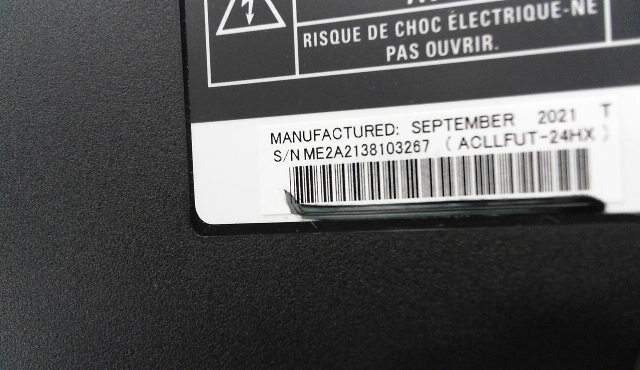 RISQUE DE CHOC ÉLECTRIQUE-NE
PAS OUVRIR.
MANUFACTURED: SEPTEMBER 2021 T
S/N ME2A2138103267 ( ACLLFUT-24HX )